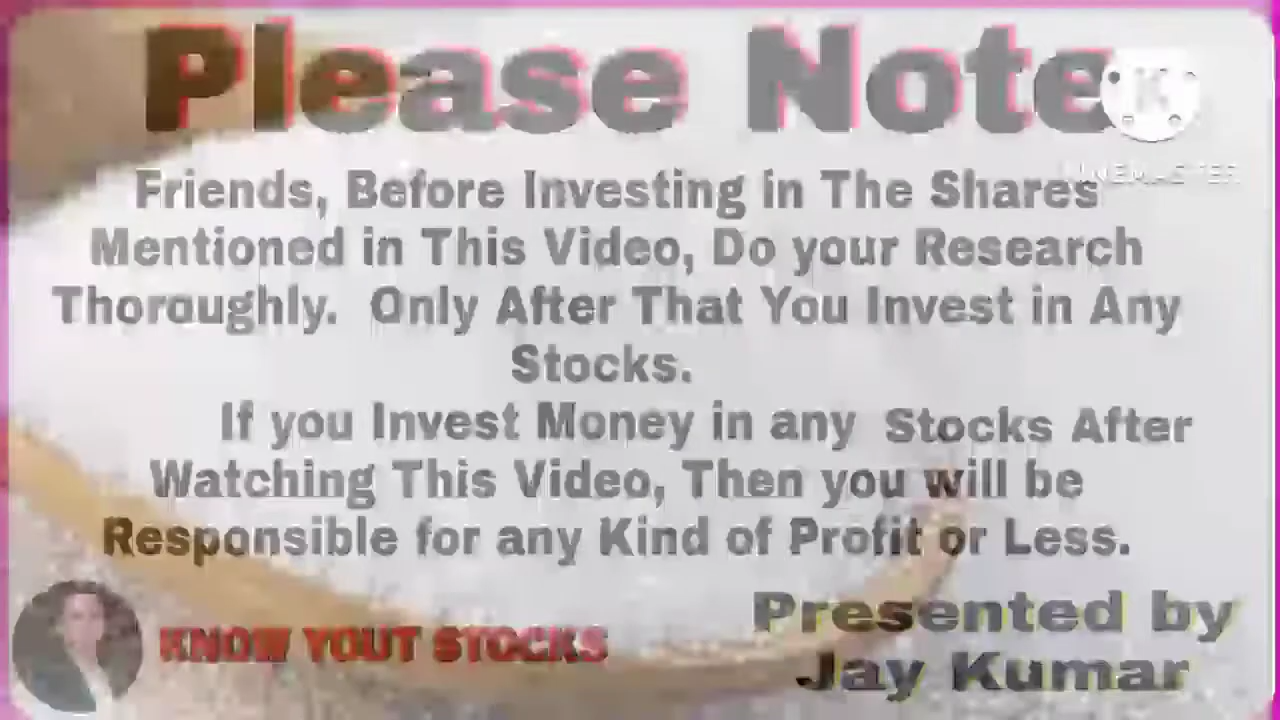 Please Note
KINEMASTER
Friends, Before Investing in The Shares
Mentioned in This Video, Do your Research
Thoroughly. Only After That You Invest in Any
Stocks.
If you Invest Money in any Stocks After
Watching This Video, Then you will be
Responsible for any Kind of Profit or Less.
KNOW YOUT STOCKS
Presented by
Jay Kumar